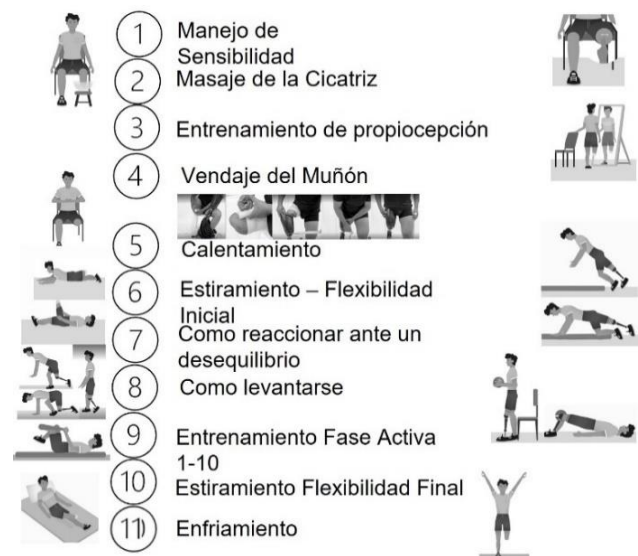 1 Manejo de
Sensibilidad
2 Masaje de la Cicatriz
3 Entrenamiento de propiocepción
4 Vendaje del Muñón
5 Calentamiento
6 Estiramiento – Flexibilidad
Inicial
7 Como reaccionar ante un
desequilibrio
8 Como levantarse
9 Entrenamiento Fase Activa
1-10
10 Estiramiento Flexibilidad Final
11 Enfriamiento